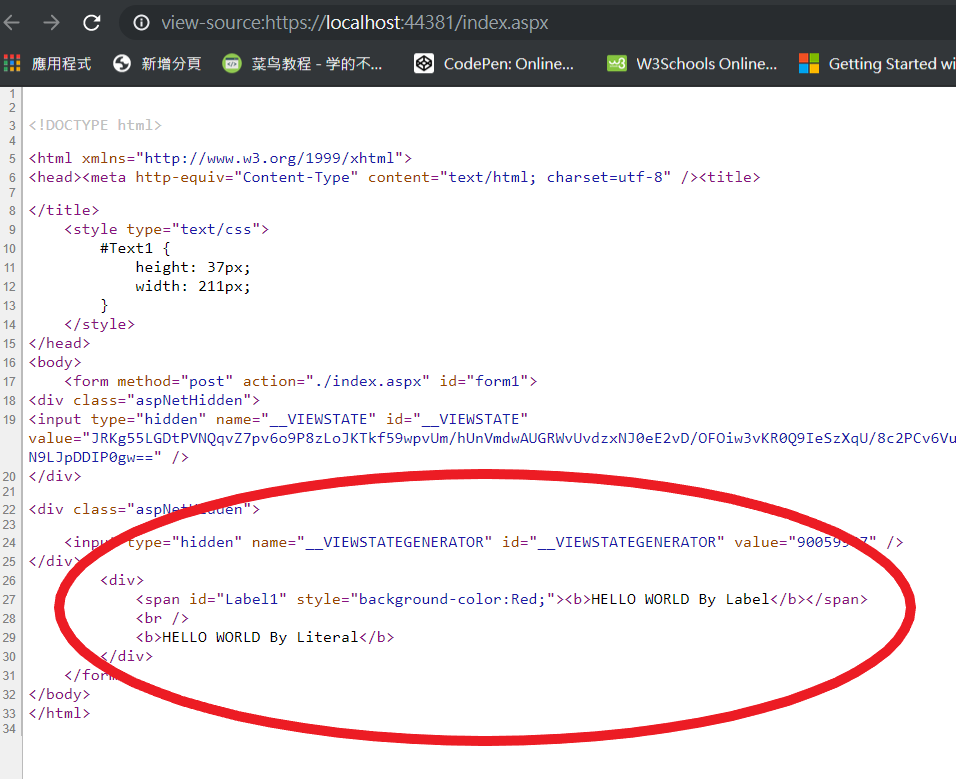 view-source:https://localhost:44381/index.aspx
應用程式 新增分頁 菜鸟教程 - 学的不... CodePen: Online... W3Schools Online... Getting Started wi
1
2
3 <!DOCTYPE html>
4
5 <html xmlns="http://www.w3.org/1999/xhtml">
6 <head><meta http-equiv="Content-Type" content="text/html; charset=utf-8" /><title>
7
8 </title>
9 <style type="text/css">
10 #Text1 {
11 height: 37px;
12 width: 211px;
13 }
14 </style>
15 </head>
16 <body>
17 <form method="post" action="./index.aspx" id="form1">
18 <div class="aspNetHidden">
19 <input type="hidden" name="__VIEWSTATE" id="__VIEWSTATE"
value="JRKg55LGDtPVNQqvZ7pv6o9P8zLoJKTkf59wpvUm/hUnVmdwAUGRWvUvdzxNJ0eE2vD/OFOiw3vKR0Q9IeSzXqU/8c2PCv6Vu
N9LJpDDIP0gw==" />
20 </div>
21
22 <div class="aspNetHidden">
23
24 <input type="hidden" name="__VIEWSTATEGENERATOR" id="__VIEWSTATEGENERATOR" />
25 </div>
26 <div>
27 <span id="Label1" style="background-color:Red;"><b>HELLO WORLD By Label</b></span>
28 <br />
29 <b>HELLO WORLD By Literal</b>
30 </div>
31 </form
32 </body>
33 </html>
34